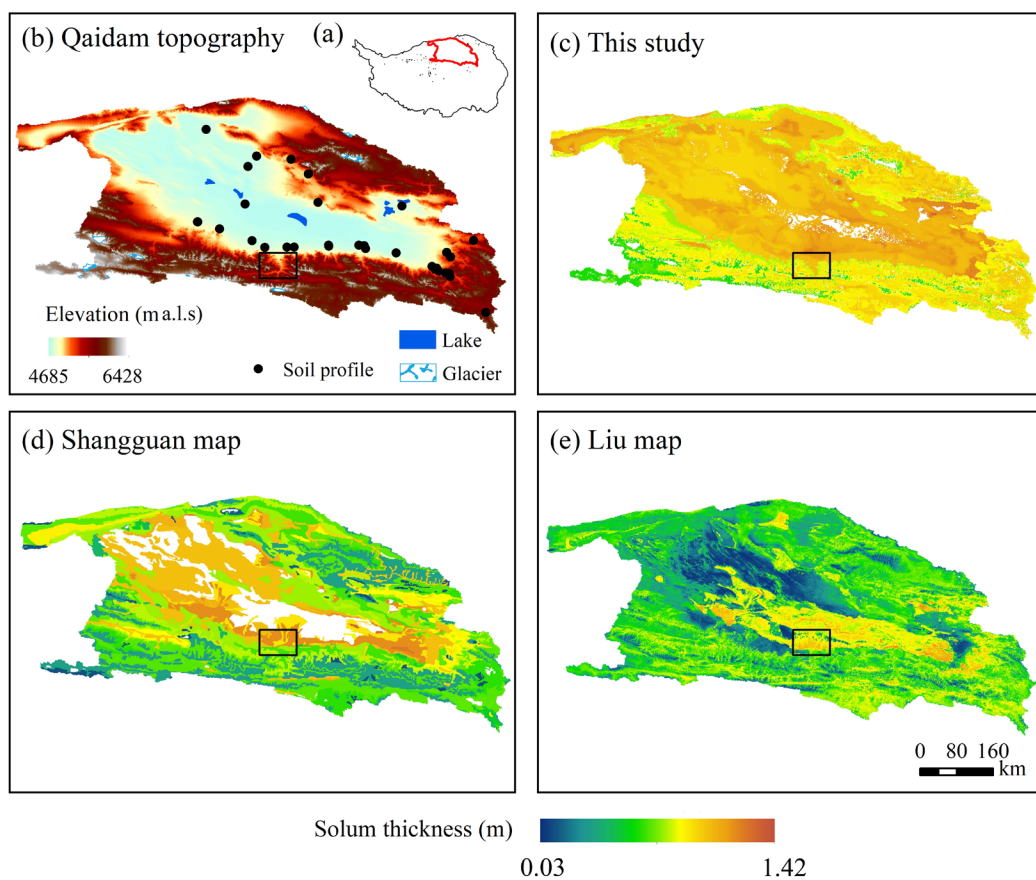 (b) Qaidam topography
(a)
(c) This study
Elevation (m a.l.s)
4685 6428
Soil profile
Lake
Glacier
(d) Shangguan map
(e) Liu map
0 80 160
km
Solum thickness (m)
0.03 1.42